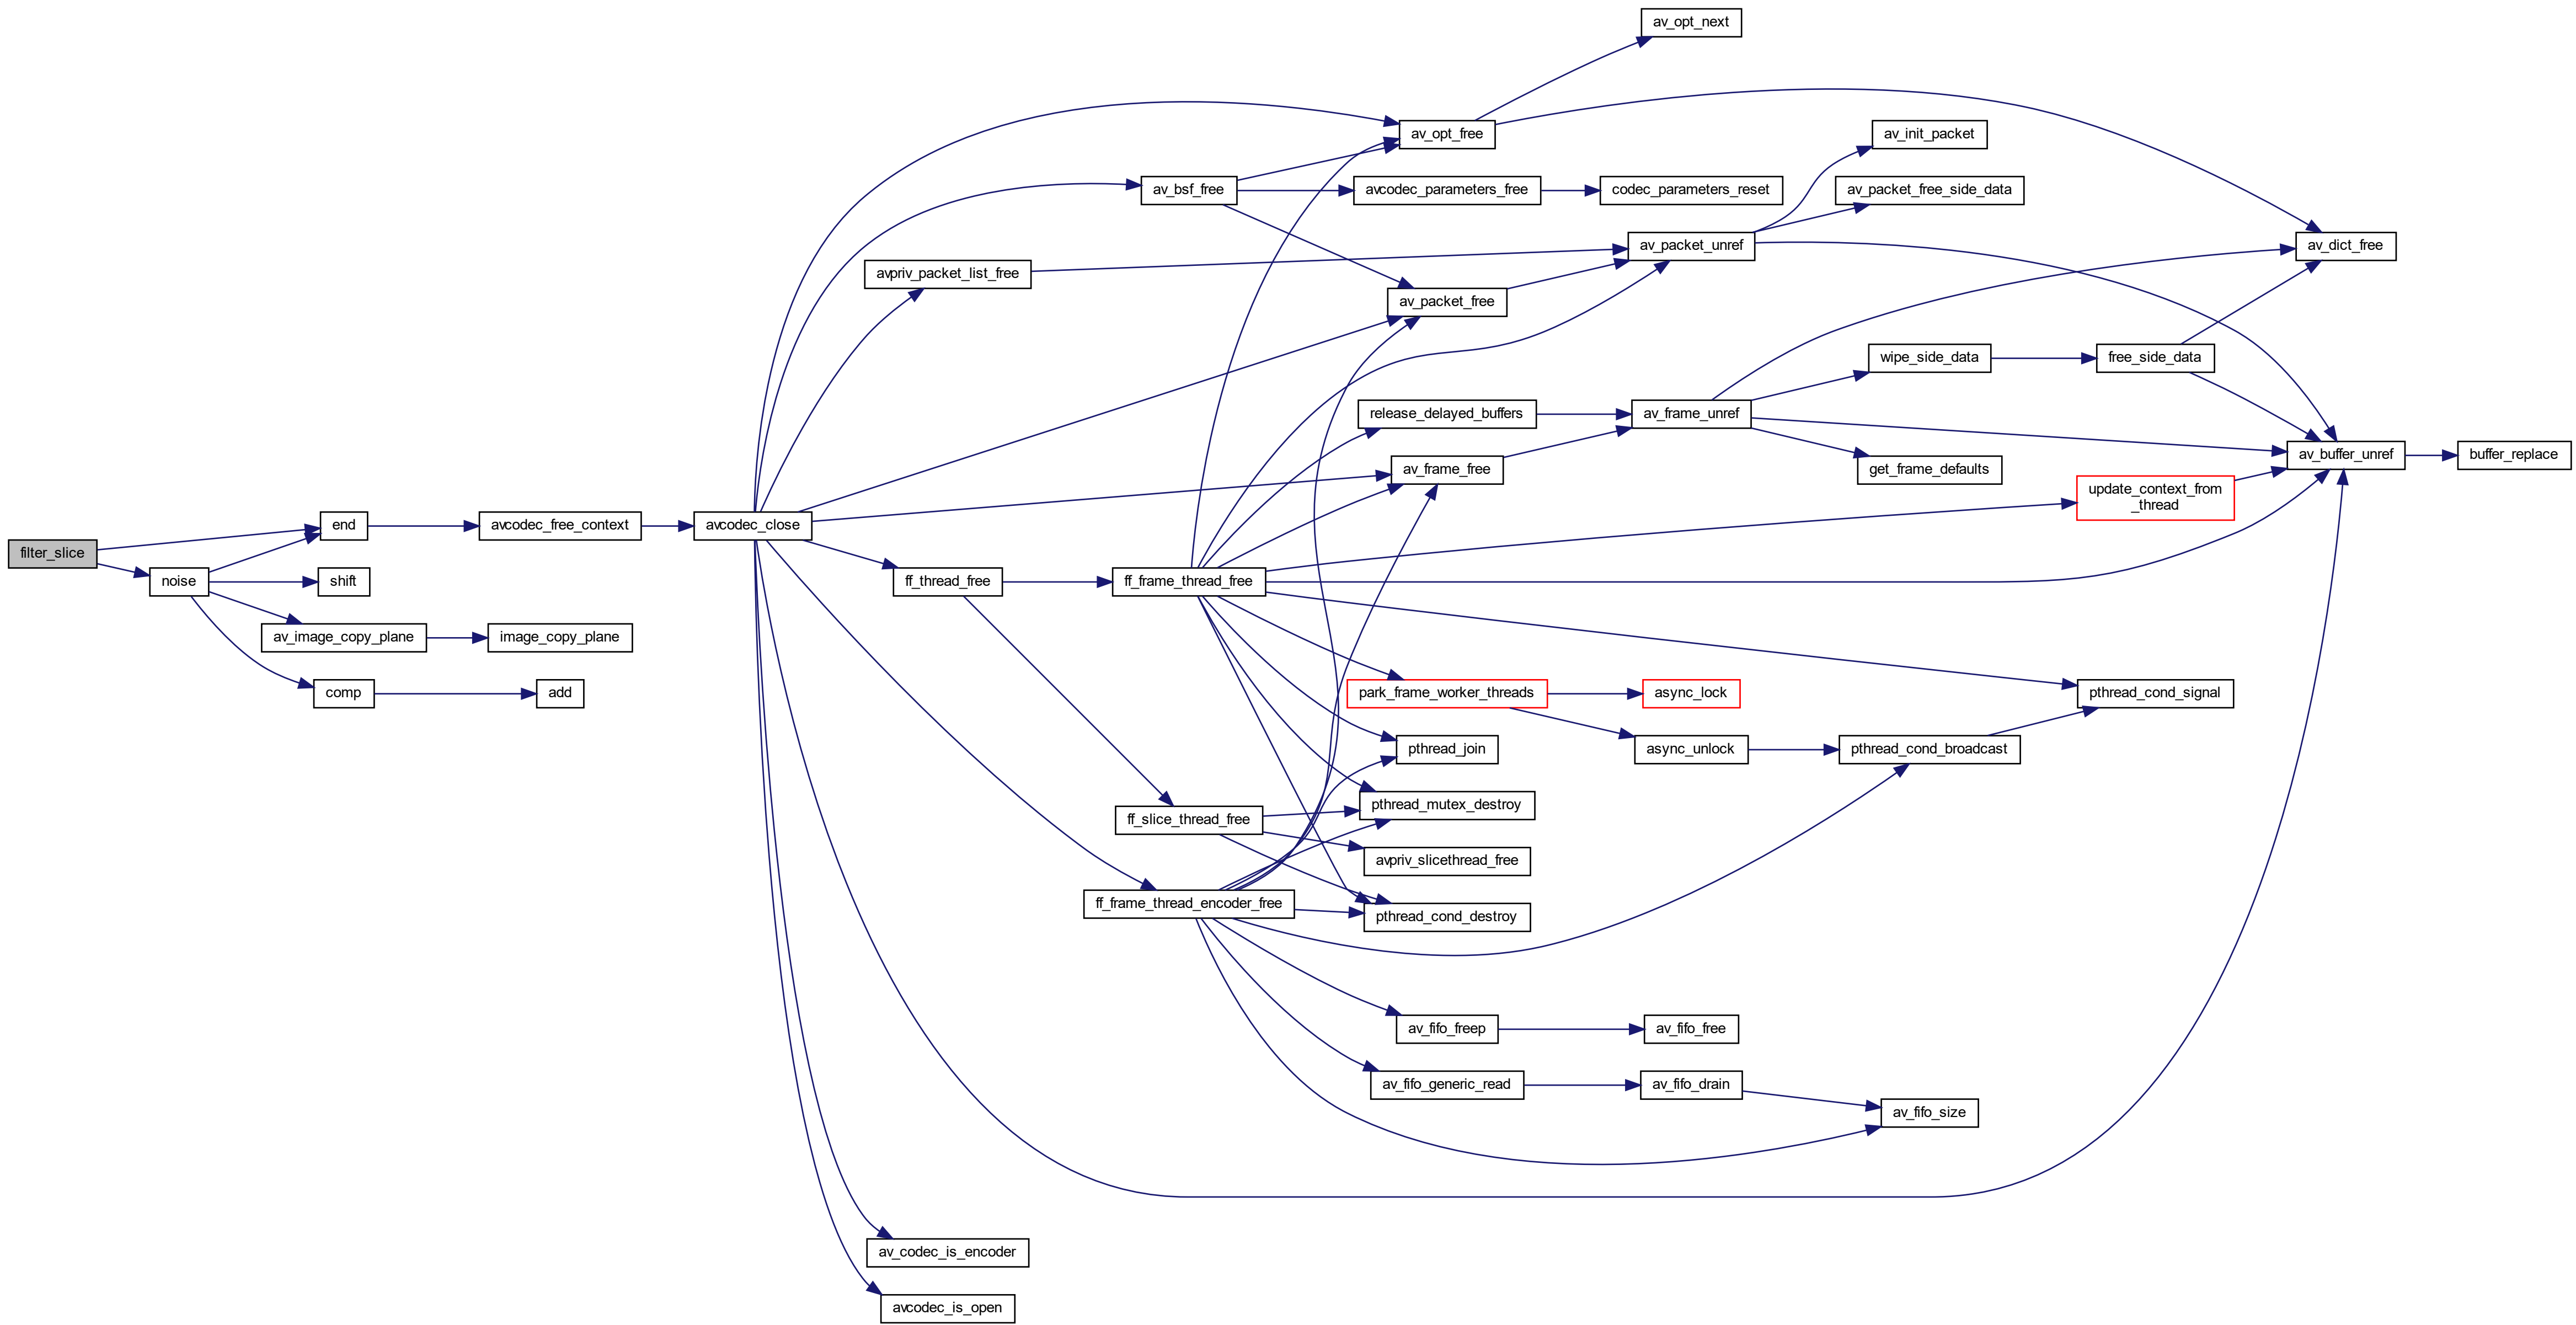 filter_slice
end
noise
shift
av_image_copy_plane
comp
avcodec_free_context
image_copy_plane
add
avcodec_close
avpriv_packet_list_free
ff_thread_free
av_codec_is_encoder
avcodec_is_open
av_bsf_free
ff_frame_thread_free
ff_slice_thread_free
ff_frame_thread_encoder_free
av_opt_free
avcodec_parameters_free
av_packet_free
release_delayed_buffers
av_frame_free
park_frame_worker_threads
pthread_join
pthread_mutex_destroy
avpriv_slicethread_free
pthread_cond_destroy
av_fifo_freep
av_fifo_generic_read
av_opt_next
codec_parameters_reset
av_packet_unref
av_frame_unref
async_lock
async_unlock
av_fifo_free
av_fifo_drain
av_init_packet
av_packet_free_side_data
wipe_side_data
get_frame_defaults
pthread_cond_broadcast
av_fifo_size
free_side_data
update_context_from
_thread
pthread_cond_signal
av_dict_free
av_buffer_unref
buffer_replace